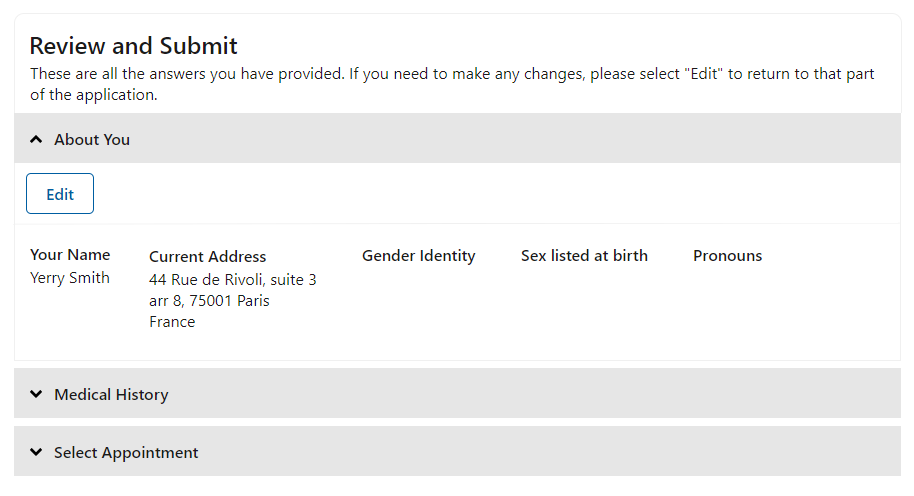 Review and Submit
These are all the answers you have provided. If you need to make any changes, please select "Edit" to return to that part
of the application.
About You
Edit
Your Name
Yerry Smith
Current Address
44 Rue de Rivoli, suite 3
arr 8, 75001 Paris
France
Gender Identity
Sex listed at birth
Pronouns
Medical History
Select Appointment